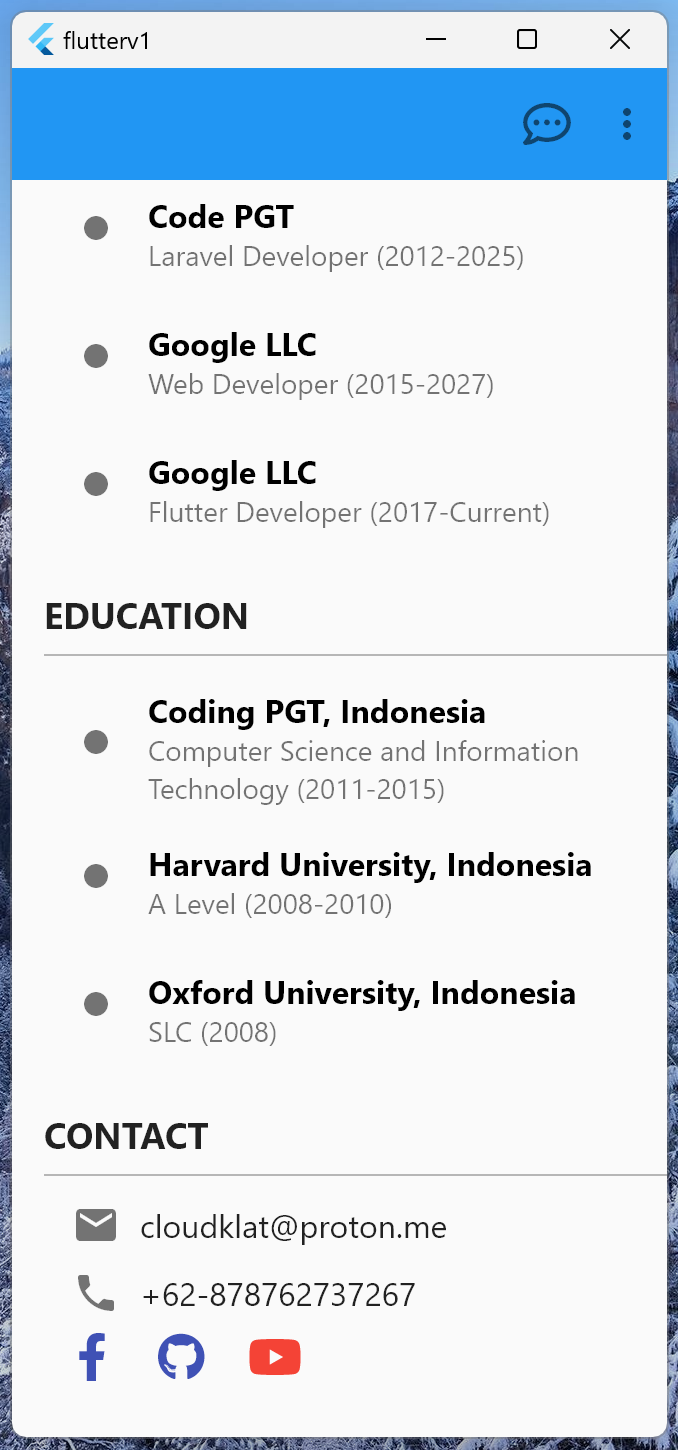 flutterv1
Code PGT
Laravel Developer (2012-2025)
Google LLC
Web Developer (2015-2027)
Google LLC
Flutter Developer (2017-Current)
EDUCATION
Coding PGT, Indonesia
Computer Science and Information
Technology (2011-2015)
Harvard University, Indonesia
A Level (2008-2010)
Oxford University, Indonesia
SLC (2008)
CONTACT
cloudklat@proton.me
+62-878762737267